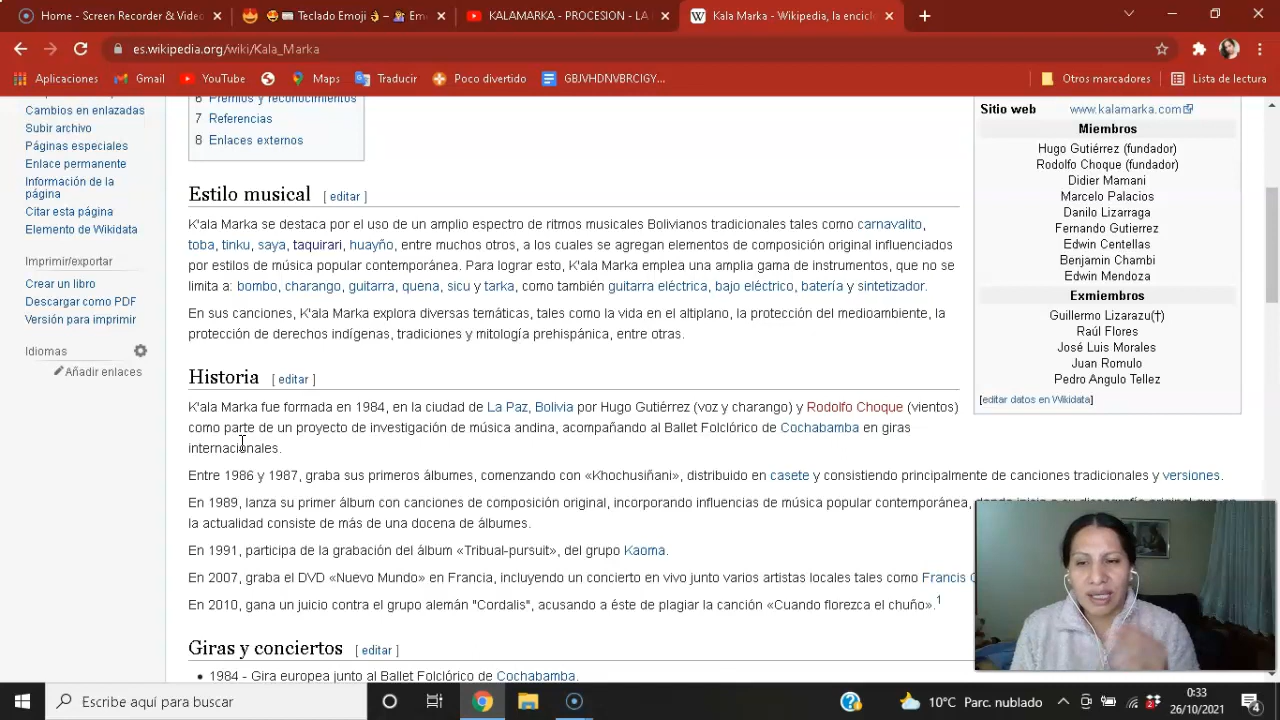 Home - Screen Recorder & Video
Teclado Emoji - Em
KALAMARKA - PROCESION - LA
Kala Marka - Wikipedia, la encicl
es.wikipedia.org/wiki/Kala_Marka
Aplicaciones
Gmail
YouTube
Maps
Traducir
Poco divertido
GBJVHDNVBRCIGY...
Otros marcadores
Lista de lectura
Cambios en enlazadas
Subir archivo
Páginas especiales
Enlace permanente
Información de la
página
Citar esta página
Elemento de Wikidata
Imprimir/exportar
Crear un libro
Descargar como PDF
Versión para imprimir
Idiomas
Añadir enlaces
6 Premios y reconocimientos
7 Referencias
8 Enlaces externos
Estilo musical [ editar ]
K'ala Marka se destaca por el uso de un amplio espectro de ritmos musicales Bolivianos tradicionales tales como carnavalito,
toba, tinku, saya, taquirari, huayño, entre muchos otros, a los cuales se agregan elementos de composición original influenciados
por estilos de música popular contemporánea. Para lograr esto, K'ala Marka emplea una amplia gama de instrumentos, que no se
limita a: bombo, charango, guitarra, quena, sicu y tarka, como también guitarra eléctrica, bajo eléctrico, batería y sintetizador.
En sus canciones, K'ala Marka explora diversas temáticas, tales como la vida en el altiplano, la protección del medioambiente, la
protección de derechos indígenas, tradiciones y mitología prehispánica, entre otras.
Historia [ editar ]
K'ala Marka fue formada en 1984, en la ciudad de La Paz, Bolivia por Hugo Gutiérrez (voz y charango) y Rodolfo Choque (vientos)
como parte de un proyecto de investigación de música andina, acompañando al Ballet Folclórico de Cochabamba en giras
internacionales.
Entre 1986 y 1987, graba sus primeros álbumes, comenzando con «Khochusiñani», distribuido en casete y consistiendo principalmente de canciones tradicionales y versiones.
En 1989, lanza su primer álbum con canciones de composición original, incorporando influencias de música popular contemporánea,
la actualidad consiste de más de una docena de álbumes.
En 1991, participa de la grabación del álbum «Tribual-pursuit», del grupo Kaoma.
En 2007, graba el DVD «Nuevo Mundo» en Francia, incluyendo un concierto en vivo junto varios artistas locales tales como Francis
En 2010, gana un juicio contra el grupo alemán "Cordalis", acusando a éste de plagiar la canción «Cuando florezca el chuño».1
Giras y conciertos [ editar ]
• 1984 - Gira europea junto al Ballet Folclórico de Cochabamba.
Sitio web www.kalamarka.com
Miembros
Hugo Gutiérrez (fundador)
Rodolfo Choque (fundador)
Didier Mamani
Marcelo Palacios
Danilo Lizarraga
Fernando Gutierrez
Edwin Centellas
Benjamin Chambi
Edwin Mendoza
Exmiembros
Guillermo Lizarazu(†)
Raúl Flores
José Luis Morales
Juan Romulo
Pedro Angulo Tellez
[editar datos en Wikidata]
Escribe aquí para buscar
10°C Parc. nublado
2
0:33
26/10/2021
4